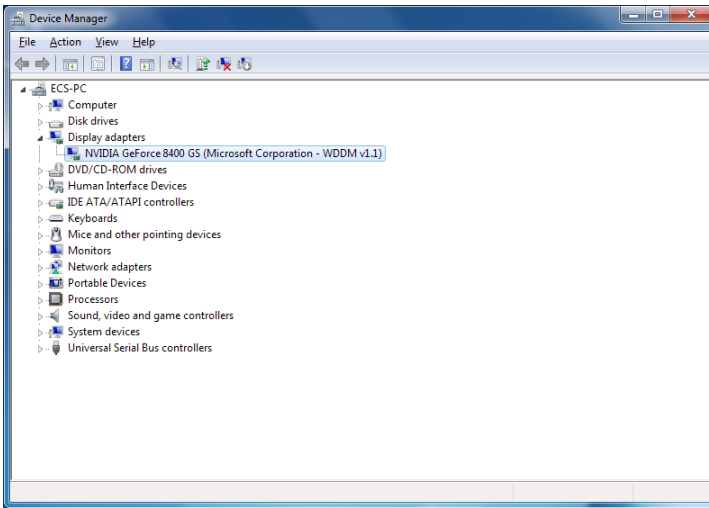 Device Manager
File Action View Help
ECS-PC
Computer
Disk drives
Display adapters
NVIDIA GeForce 8400 GS (Microsoft Corporation - WDDM v1.1)
DVD/CD-ROM drives
Human Interface Devices
IDE ATA/ATAPI controllers
Keyboards
Mice and other pointing devices
Monitors
Network adapters
Portable Devices
Processors
Sound, video and game controllers
System devices
Universal Serial Bus controllers